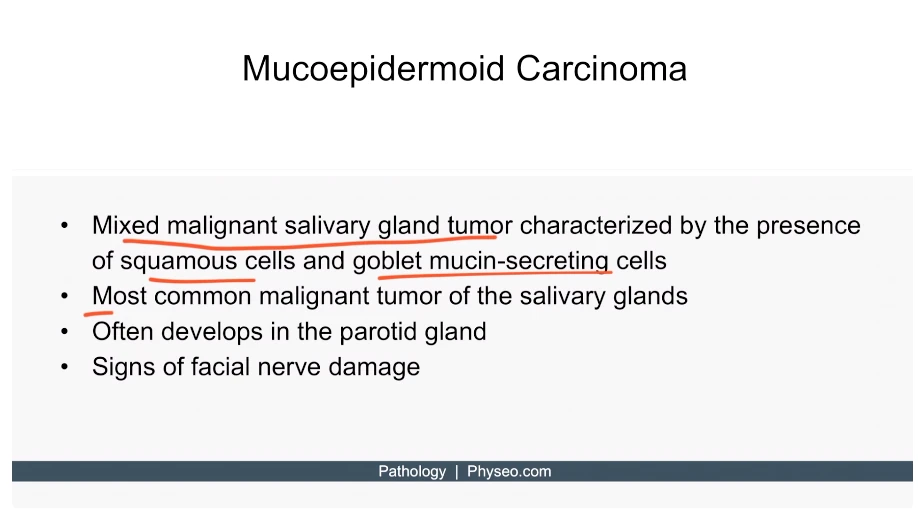 Mucoepidermoid Carcinoma
• Mixed malignant salivary gland tumor characterized by the presence
of squamous cells and goblet mucin-secreting cells
• Most common malignant tumor of the salivary glands
• Often develops in the parotid gland
• Signs of facial nerve damage
Pathology | Physeo.com